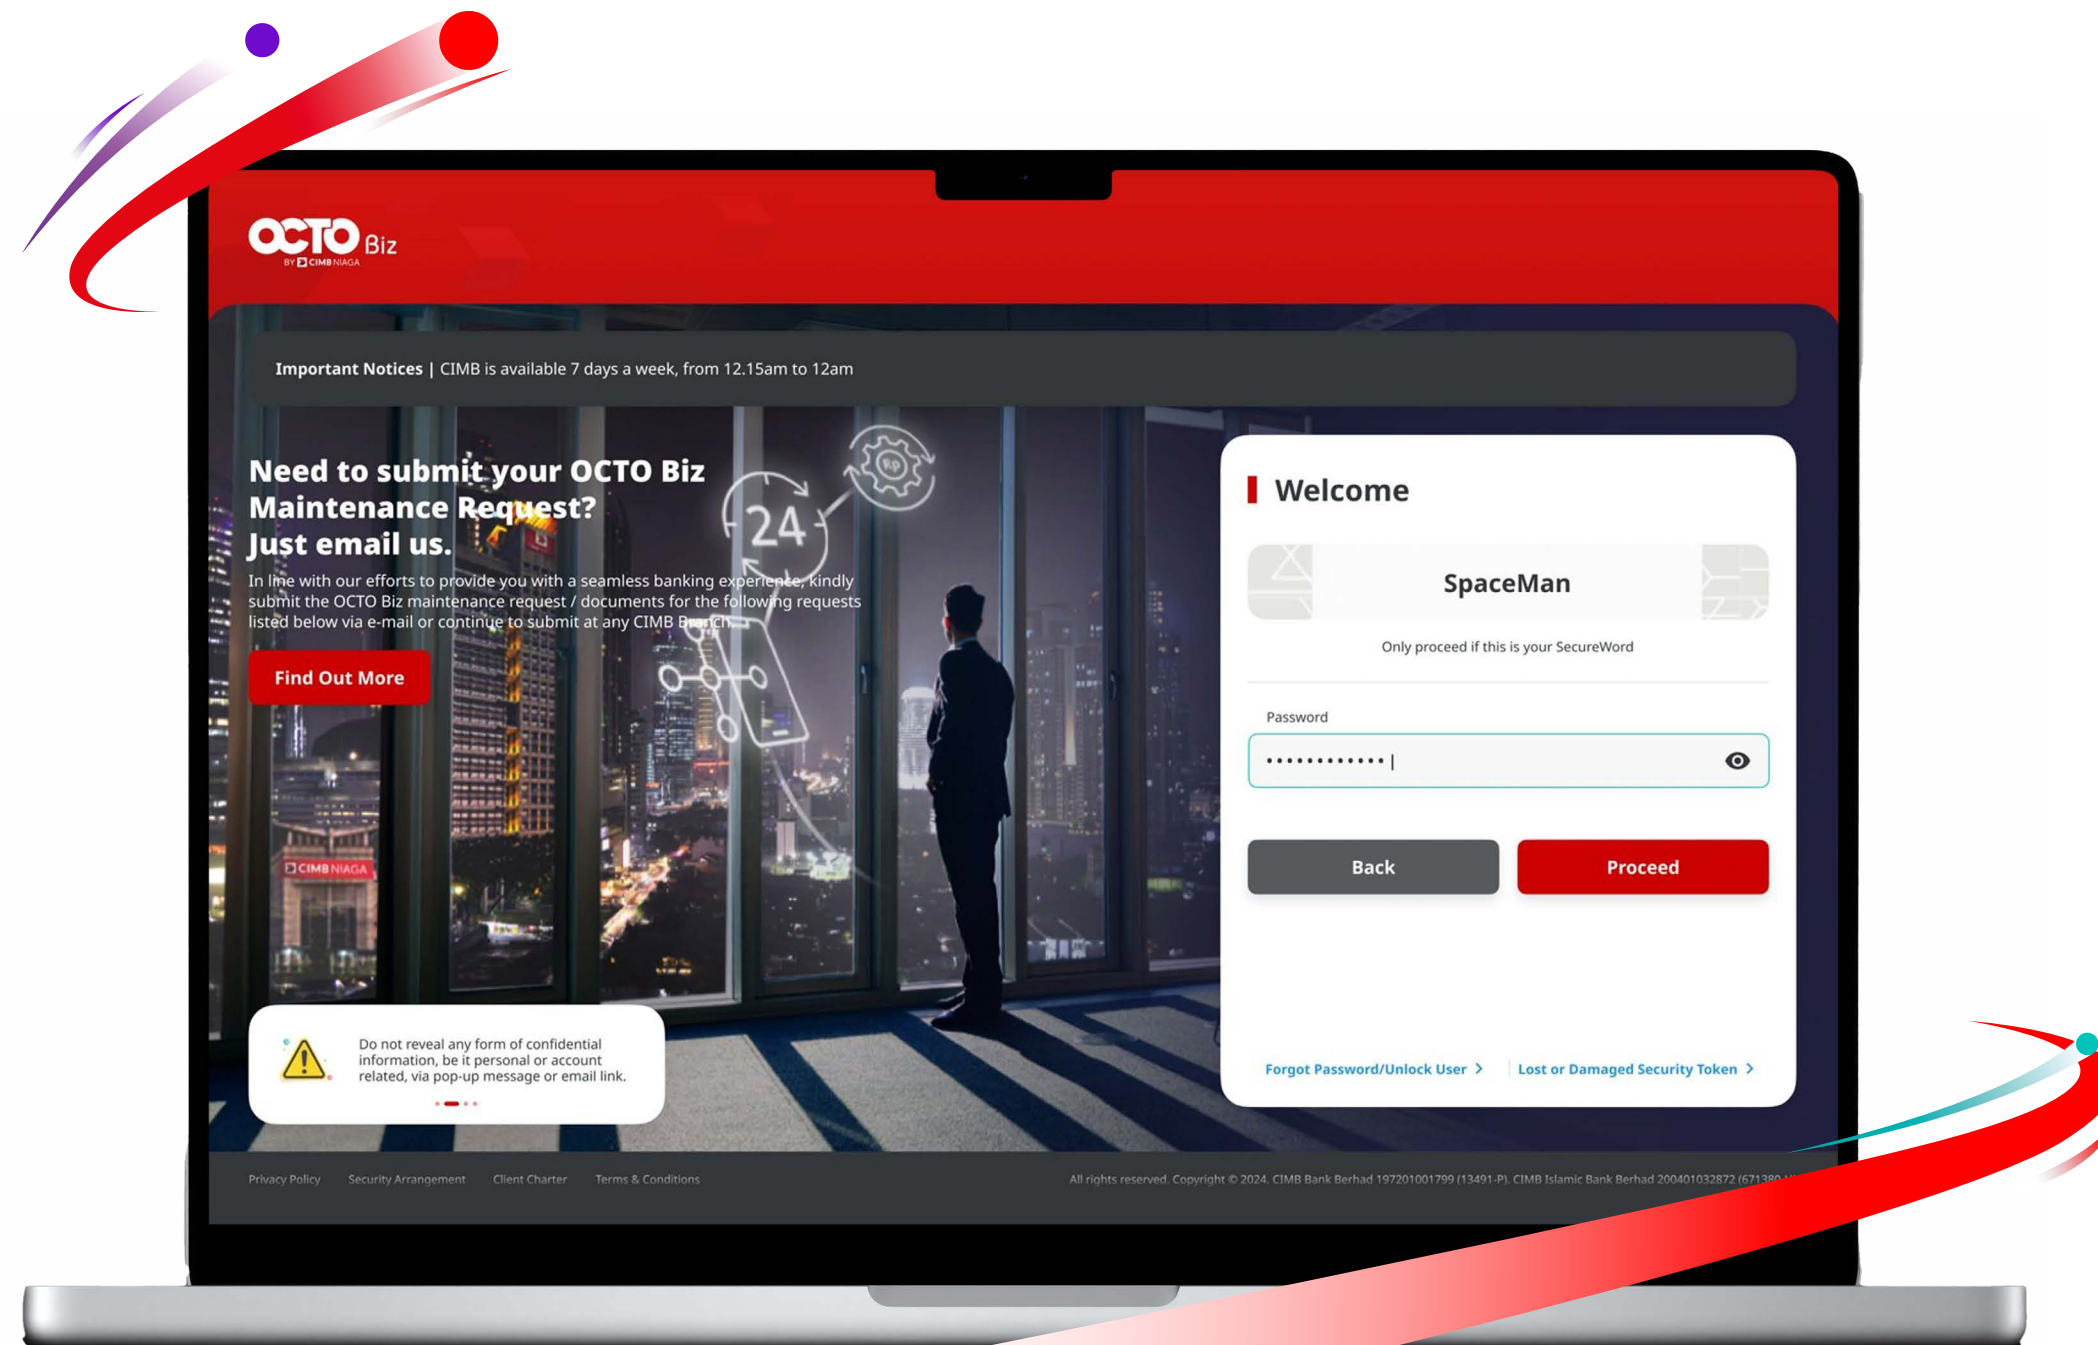 OCTO Biz
BY CIMB NIAGA
Important Notices | CIMB is available 7 days a week, from 12.15am to 12am
Need to submit your OCTO Biz
Maintenance Request?
Just email us.
In line with our efforts to provide you with a seamless banking experience, kindly
submit the OCTO Biz maintenance request / documents for the following requests
listed below via e-mail or continue to submit at any CIMB Branch.
Find Out More
24
Rp
CIMB NIAGA
Do not reveal any form of confidential
information, be it personal or account
related, via pop-up message or email link.
Welcome
SpaceMan
Only proceed if this is your SecureWord
Password
Back
Proceed
Forgot Password/Unlock User
Lost or Damaged Security Token
Privacy Policy
Security Arrangement
Client Charter
Terms & Conditions
All rights reserved. Copyright © 2024. CIMB Bank Berhad 197201001799 (13491-P). CIMB Islamic Bank Berhad 200401032872